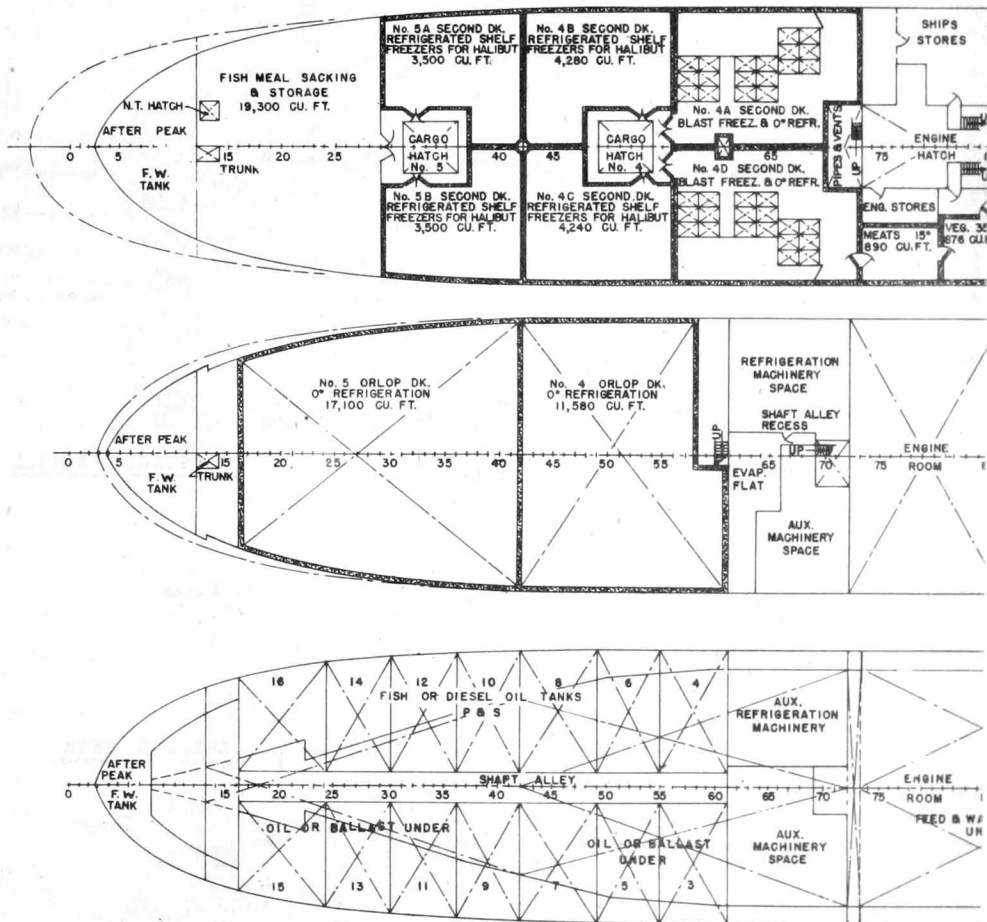 No. 5A SECOND DK.
REFRIGERATED SHELF
FREEZERS FOR HALIBUT
3,500 CU. FT.
No. 4B SECOND DK.
REFRIGERATED SHELF
FREEZERS FOR HALIBUT
4,280 CU. FT.
SHIPS
STORES
FISH MEAL SACKING
& STORAGE
19,300 CU. FT.
N.T. HATCH
AFTER PEAK
F.W.
TANK
TRUNK
CARGO
HATCH
No. 5
CARGO
HATCH
No. 4
No. 4A SECOND DK.
BLAST FREEZ. & 0° REFR.
No. 4D SECOND DK.
BLAST FREEZ. & 0° REFR.
PIPES & VENTS
UP
ENGINE
HATCH
0 5 15 40 45 65 75
No. 5B SECOND DK.
REFRIGERATED SHELF
FREEZERS FOR HALIBUT
3,500 CU. FT.
No. 4C SECOND DK.
REFRIGERATED SHELF
FREEZERS FOR HALIBUT
4,240 CU. FT.
ENG. STORES
MEATS 15°
890 CU. FT.
VEG. 35
876 CU.
No. 5 ORLOP DK.
0° REFRIGERATION
17,100 CU. FT.
No. 4 ORLOP DK.
0° REFRIGERATION
11,580 CU. FT.
REFRIGERATION
MACHINERY
SPACE
SHAFT ALLEY
RECESS
UP
UP
AFTER PEAK
F.W.
TANK
TRUNK
5 15 20 25 30 35 40 45 50 55 65 70 75
EVAP.
FLAT
ENGINE
ROOM
AUX.
MACHINERY
SPACE
16 14 12 10 8 6 4
FISH OR DIESEL OIL TANKS
P & S
AUX.
REFRIGERATION
MACHINERY
AFTER
PEAK
F.W.
TANK
SHAFT ALLEY
0 5 10 15 20 25 30 35 40 45 50 55 60 65 70 75
ENGINE
ROOM
FEED & WA
UN
OIL OR BALLAST UNDER
OIL OR BALLAST
UNDER
AUX.
MACHINERY
SPACE
15 13 11 9 7 5 3